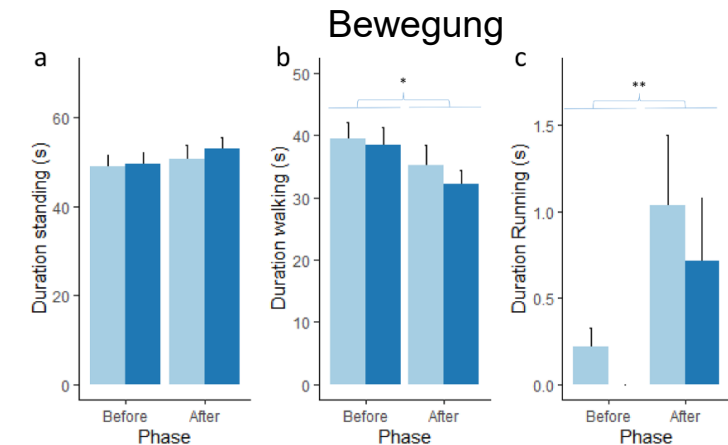 Bewegung
a
Duration standing (s)
60
40
20
0
Before After
Phase
b
Duration walking (s)
50
40
30
20
10
0
*
Before After
Phase
c
Duration Running (s)
1.5
1.0
0.5
0.0
**
Before After
Phase